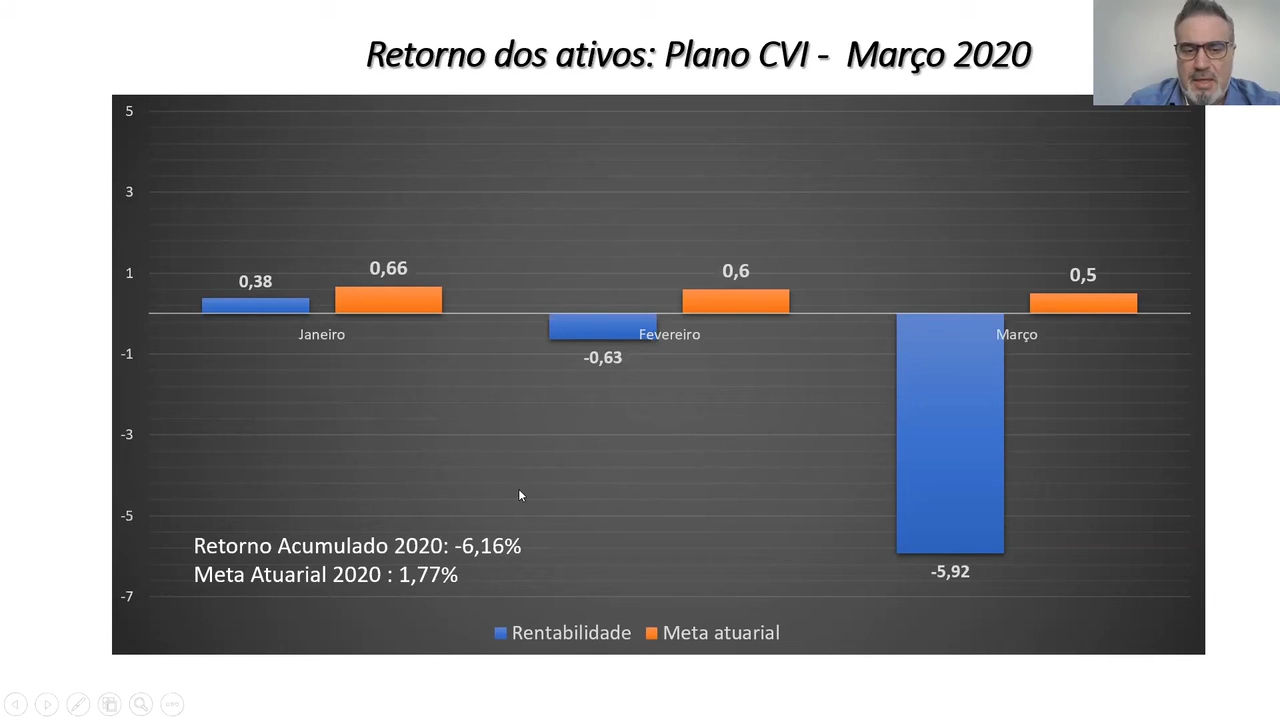 Retorno dos ativos: Plano CVI - Março 2020
5
3
1
-1
-3
-5
-7
0,38
0,66
-0,63
0,6
-5,92
0,5
Janeiro
Fevereiro
Março
Retorno Acumulado 2020: -6,16%
Meta Atuarial 2020 : 1,77%
Rentabilidade
Meta atuarial